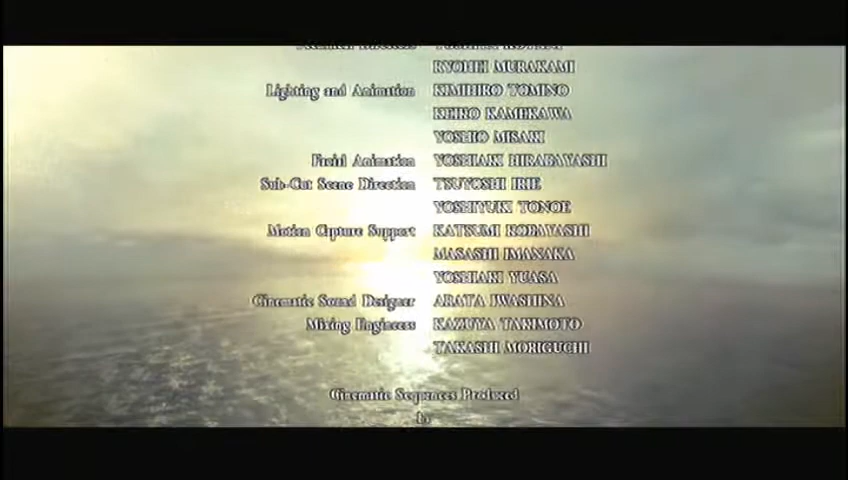 RYOHEI MURAKAMI
Lighting and Animation KIMIHIRO TOMINO
KEIKO KAMEKAWA
YOSHIO MISAKI
Facial Animation YOSHIAKI HIRABAYASHI
Sub-Cut Scene Direction TSUYOSHI IRIE
YOSHIYUKI TONOE
Motion Capture Support KATSUMI KOBAYASHI
MASASHI IMANAKA
YOSHIAKI YUASA
Cinematic Sound Designer ARATA IWASHINA
Mixing Engineers KAZUYA TAKIMOTO
TAKASHI MORIGUCHI
Cinematic Sequences Produced
by